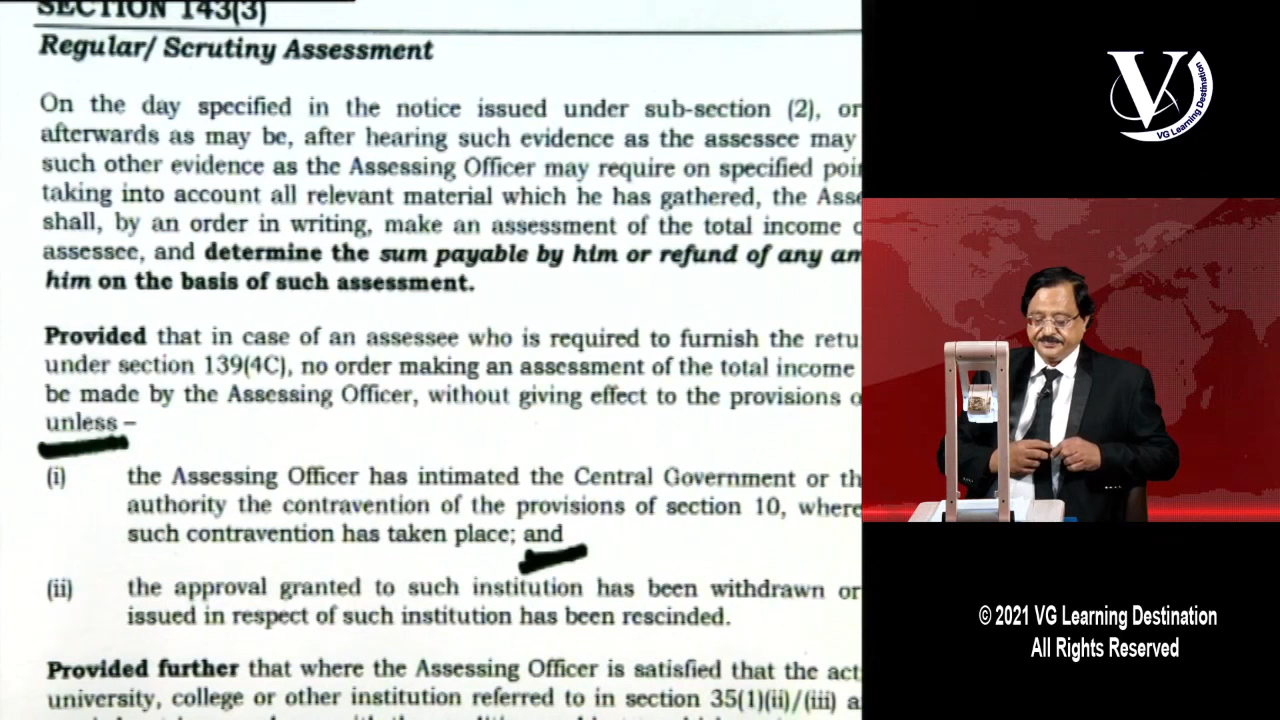 SECTION 143(3)
Regular/ Scrutiny Assessment
On the day specified in the notice issued under sub-section (2), or
afterwards as may be, after hearing such evidence as the assessee may
such other evidence as the Assessing Officer may require on specified poi
taking into account all relevant material which he has gathered, the Asse
shall, by an order in writing, make an assessment of the total income
assessee, and determine the sum payable by him or refund of any am
him on the basis of such assessment.
Provided that in case of an assessee who is required to furnish the retu
under section 139(4C), no order making an assessment of the total income
be made by the Assessing Officer, without giving effect to the provisions
unless –
(i) the Assessing Officer has intimated the Central Government or th
authority the contravention of the provisions of section 10, where
such contravention has taken place; and
(ii) the approval granted to such institution has been withdrawn or
issued in respect of such institution has been rescinded.
Provided further that where the Assessing Officer is satisfied that the act
university, college or other institution referred to in section 35(1)(ii)/(iii) a
V
VG Learning Destination
© 2021 VG Learning Destination
All Rights Reserved